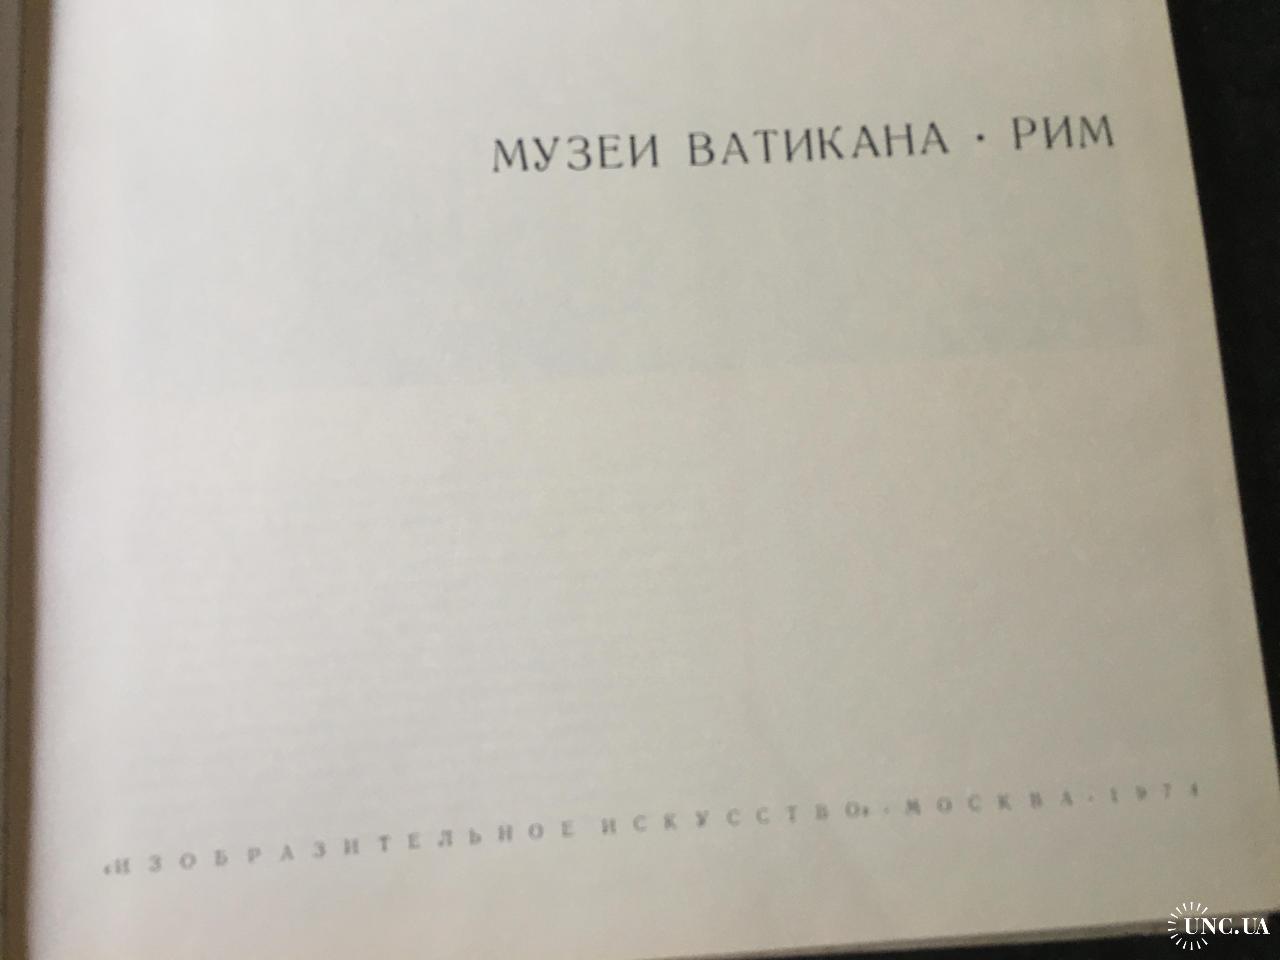 МУЗЕИ ВАТИКАНА · РИМ
«ИЗОБРАЗИТЕЛЬНОЕ ИСКУССТВО» · МОСКВА · 1974
UNC.UA